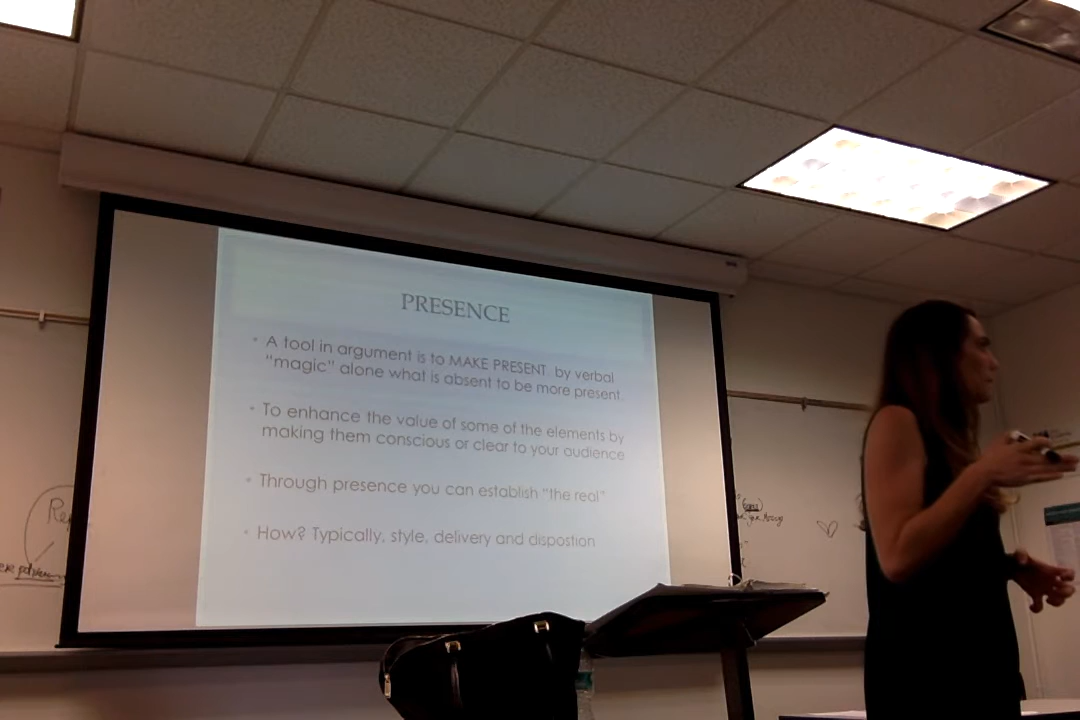 PRESENCE
• A tool in argument is to MAKE PRESENT by verbal
"magic" alone what is absent to be more present
• To enhance the value of some of the elements by
making them conscious or clear to your audience
• Through presence you can establish "the real"
• How? Typically, style, delivery and dispostion